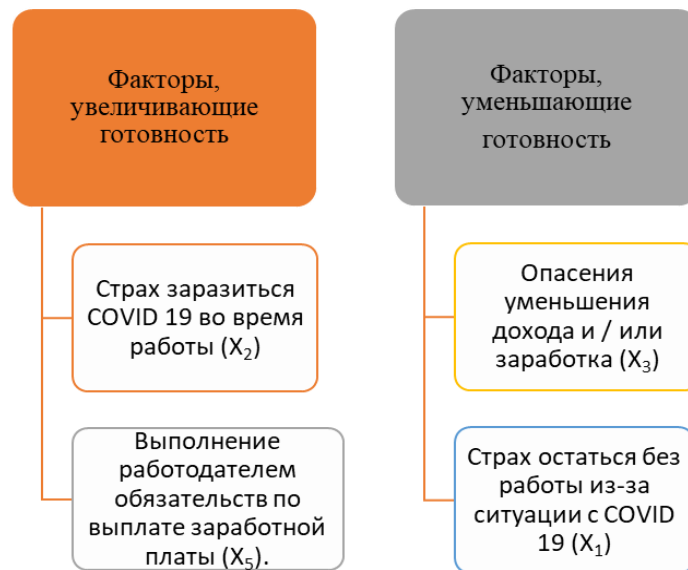 Факторы,
увеличивающие
готовность
Страх заразиться
COVID 19 во время
работы (X₂)
Выполнение
работодателем
обязательств по
выплате заработной
платы (X₅).
Факторы,
уменьшающие
готовность
Опасения
уменьшения
дохода и / или
заработка (X₃)
Страх остаться без
работы из-за
ситуации с COVID
19 (X₁)